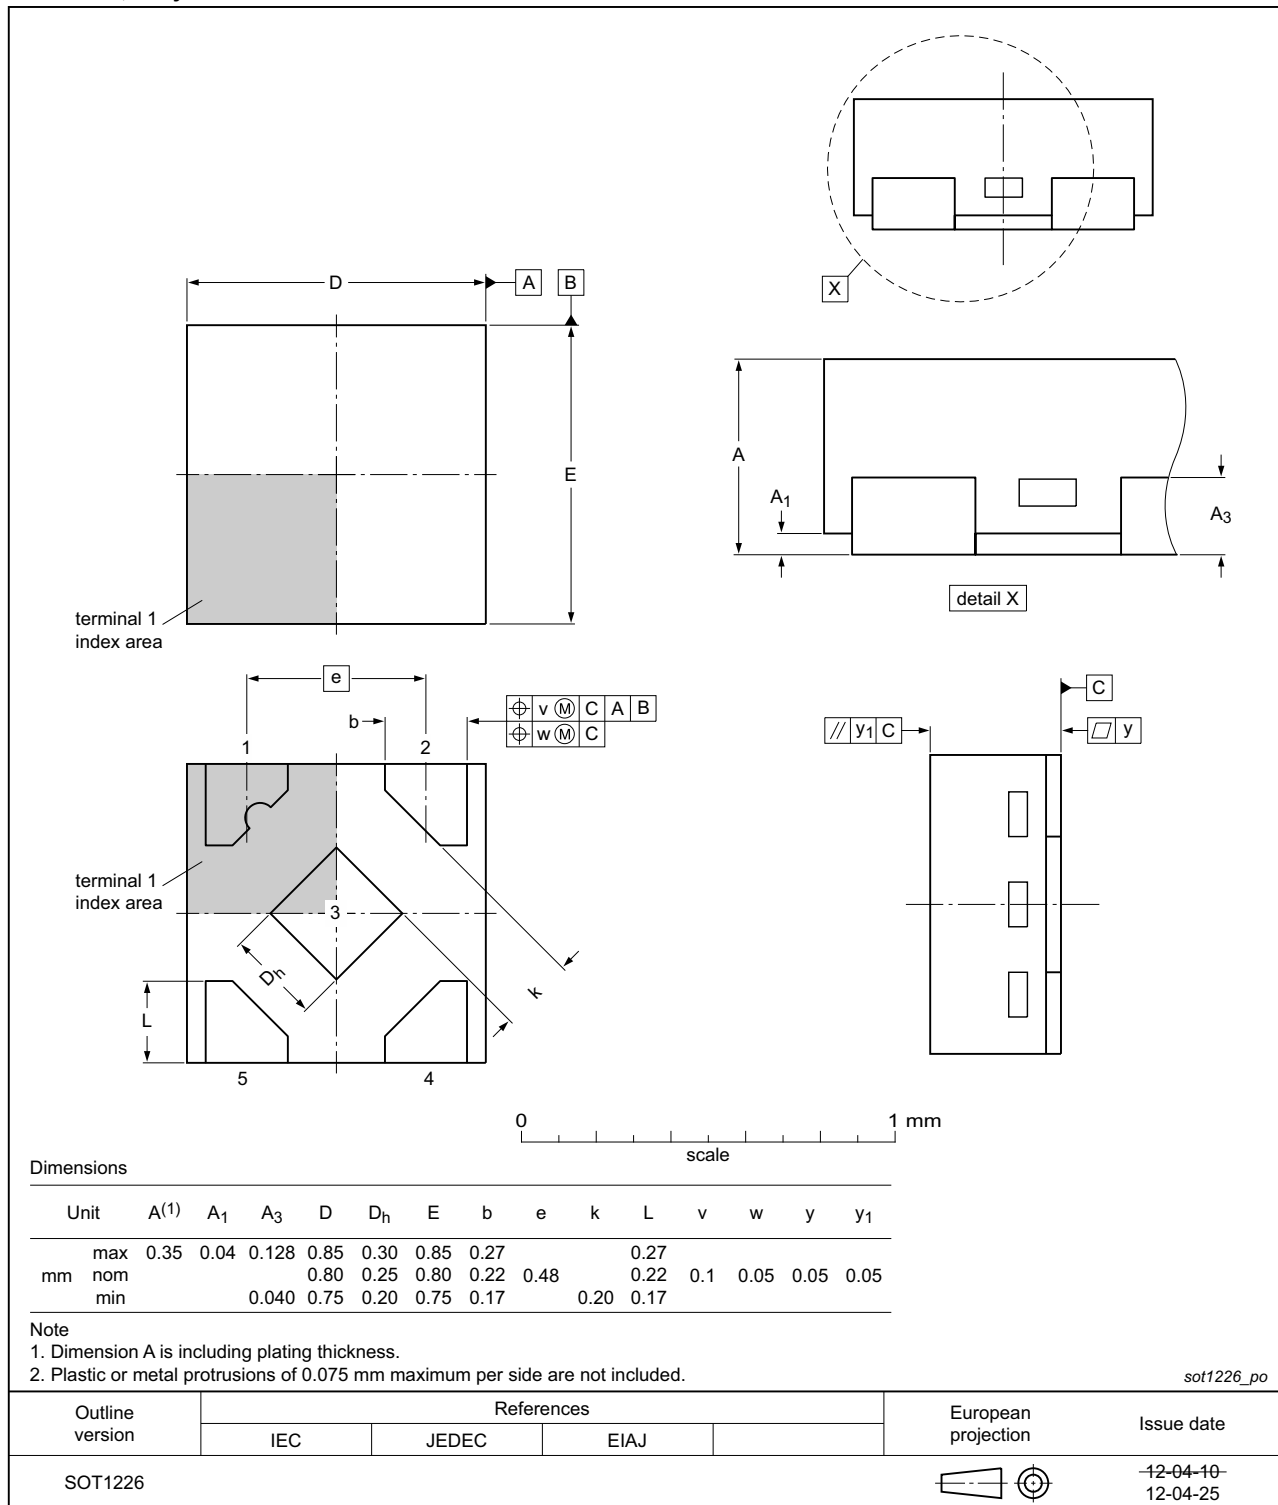 X
D
A
B
E
terminal 1
index area
A
A1
A3
detail X
e
b
v M C A B
w M C
1
2
terminal 1
index area
3
Dh
k
L
5
4
C
// y1 C
y
0
1 mm
scale
Dimensions
Unit A(1) A1 A3 D Dh E b e k L v w y y1
max 0.35 0.04 0.128 0.85 0.30 0.85 0.27 0.27
mm nom 0.80 0.25 0.80 0.22 0.48 0.22 0.1 0.05 0.05 0.05
min 0.040 0.75 0.20 0.75 0.17 0.20 0.17
Note
1. Dimension A is including plating thickness.
2. Plastic or metal protrusions of 0.075 mm maximum per side are not included.
sot1226_po
Outline version
References
IEC JEDEC EIAJ
European projection
Issue date
SOT1226
12-04-10
12-04-25